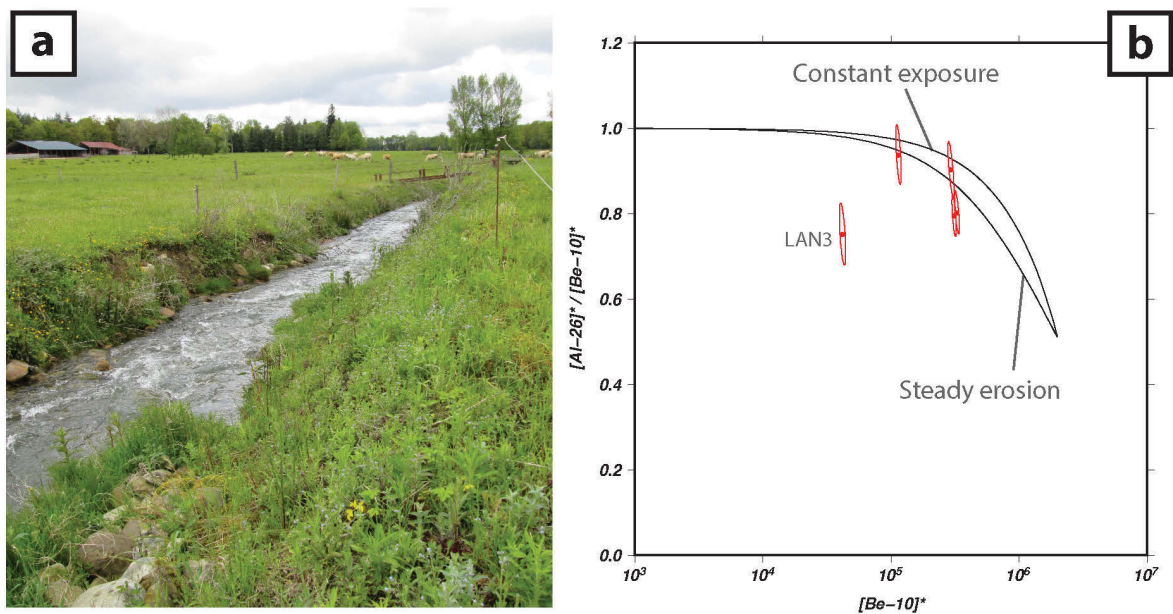 a
b
1.2
1.0
0.8
0.6
0.4
0.2
0.0
[Al-26]* / [Be-10]*
Constant exposure
LAN3
Steady erosion
10³ 10⁴ 10⁵ 10⁶ 10⁷
[Be-10]*